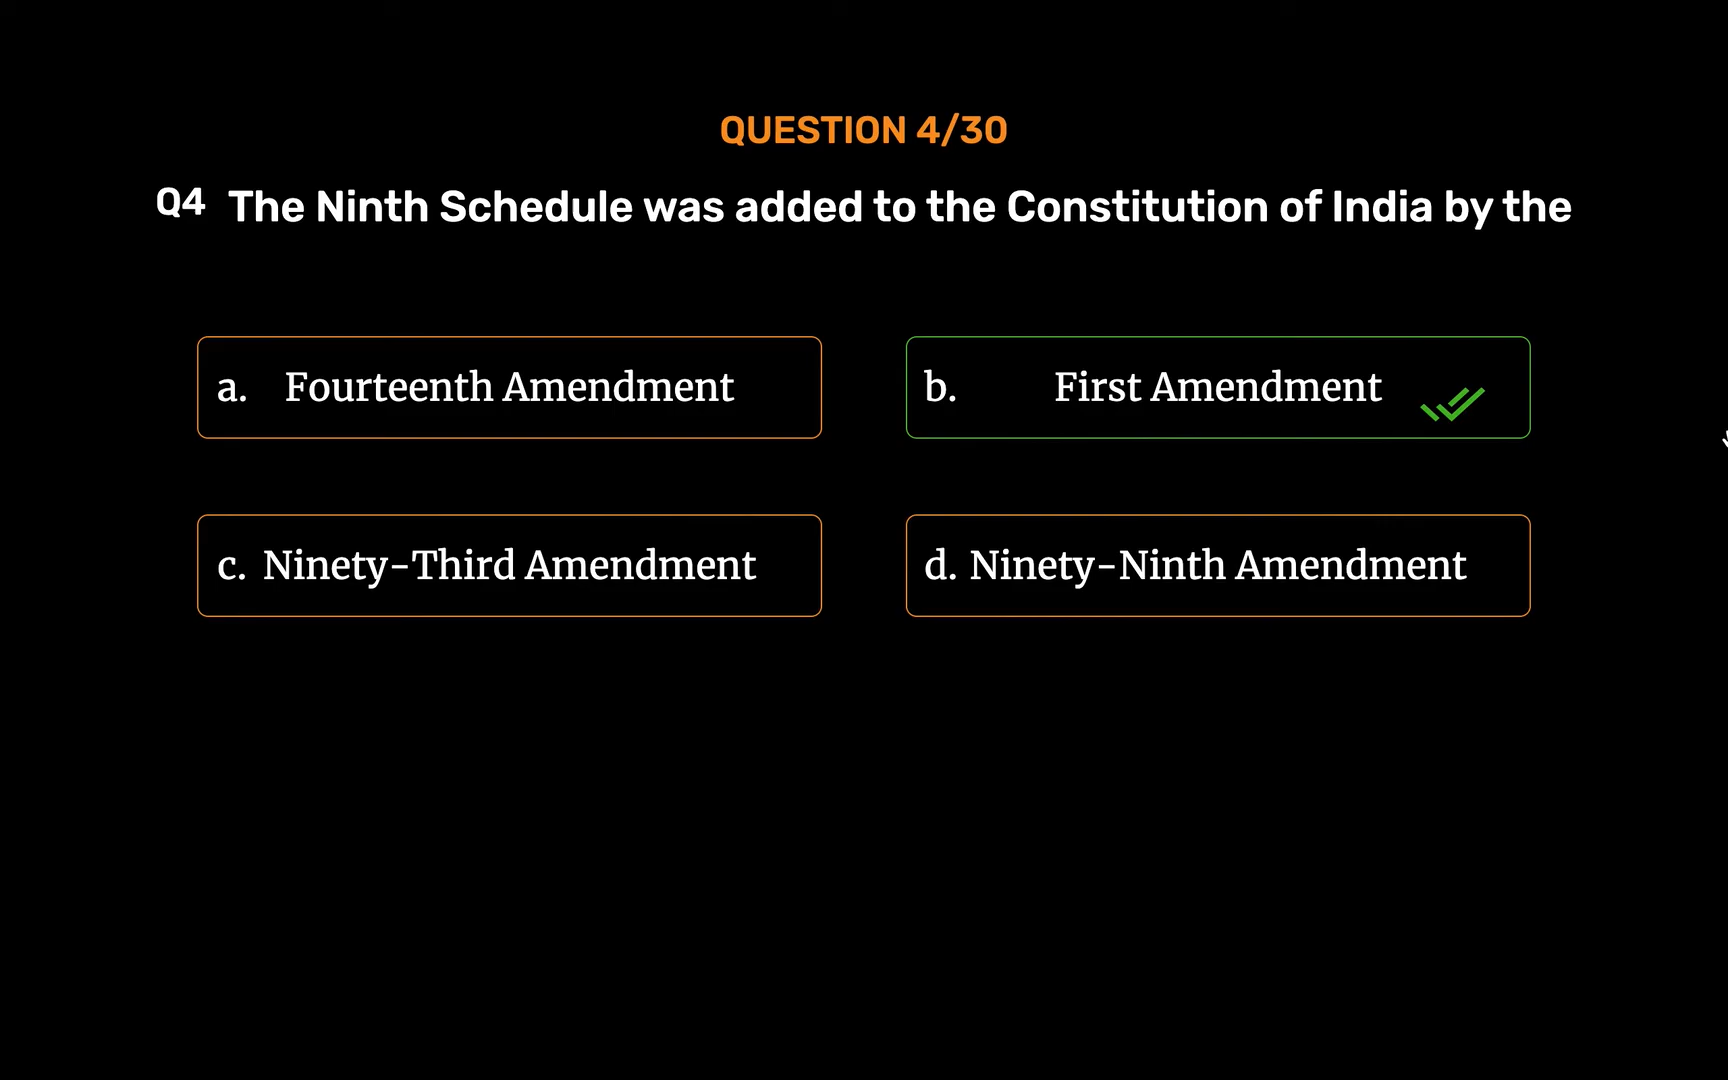 QUESTION 4/30
Q4 The Ninth Schedule was added to the Constitution of India by the
a. Fourteenth Amendment
b. First Amendment
c. Ninety-Third Amendment
d. Ninety-Ninth Amendment